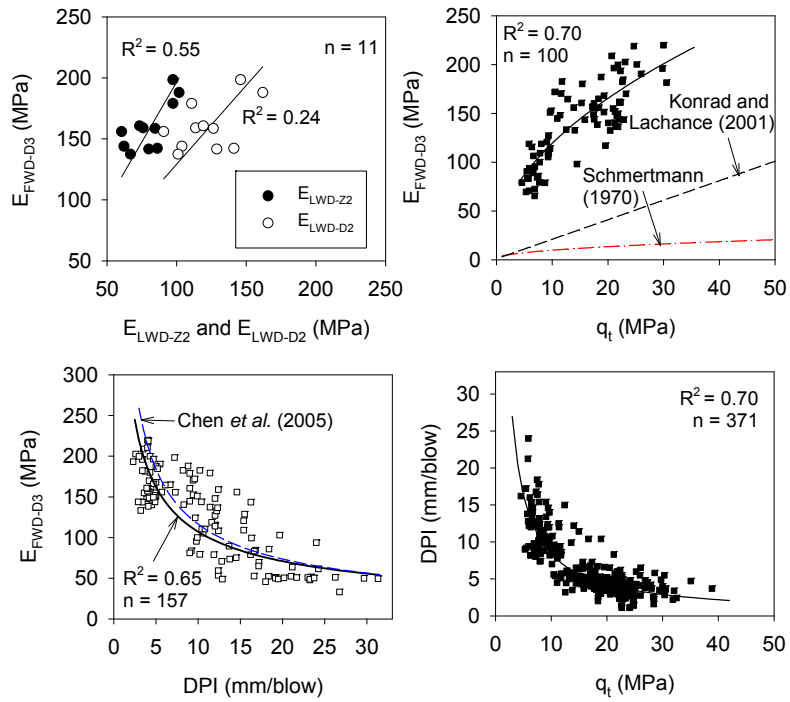 R² = 0.55
n = 11
R² = 0.24
E_LWD-Z2
E_LWD-D2
250
200
150
100
50
50 100 150 200 250
E_FWD-D3 (MPa)
E_LWD-Z2 and E_LWD-D2 (MPa)
R² = 0.70
n = 100
Konrad and
Lachance (2001)
Schmertmann
(1970)
250
200
150
100
50
0
0 10 20 30 40 50
E_FWD-D3 (MPa)
q_t (MPa)
Chen et al. (2005)
R² = 0.65
n = 157
300
250
200
150
100
50
0
0 5 10 15 20 25 30
E_FWD-D3 (MPa)
DPI (mm/blow)
R² = 0.70
n = 371
30
25
20
15
10
5
0
0 10 20 30 40 50
DPI (mm/blow)
q_t (MPa)